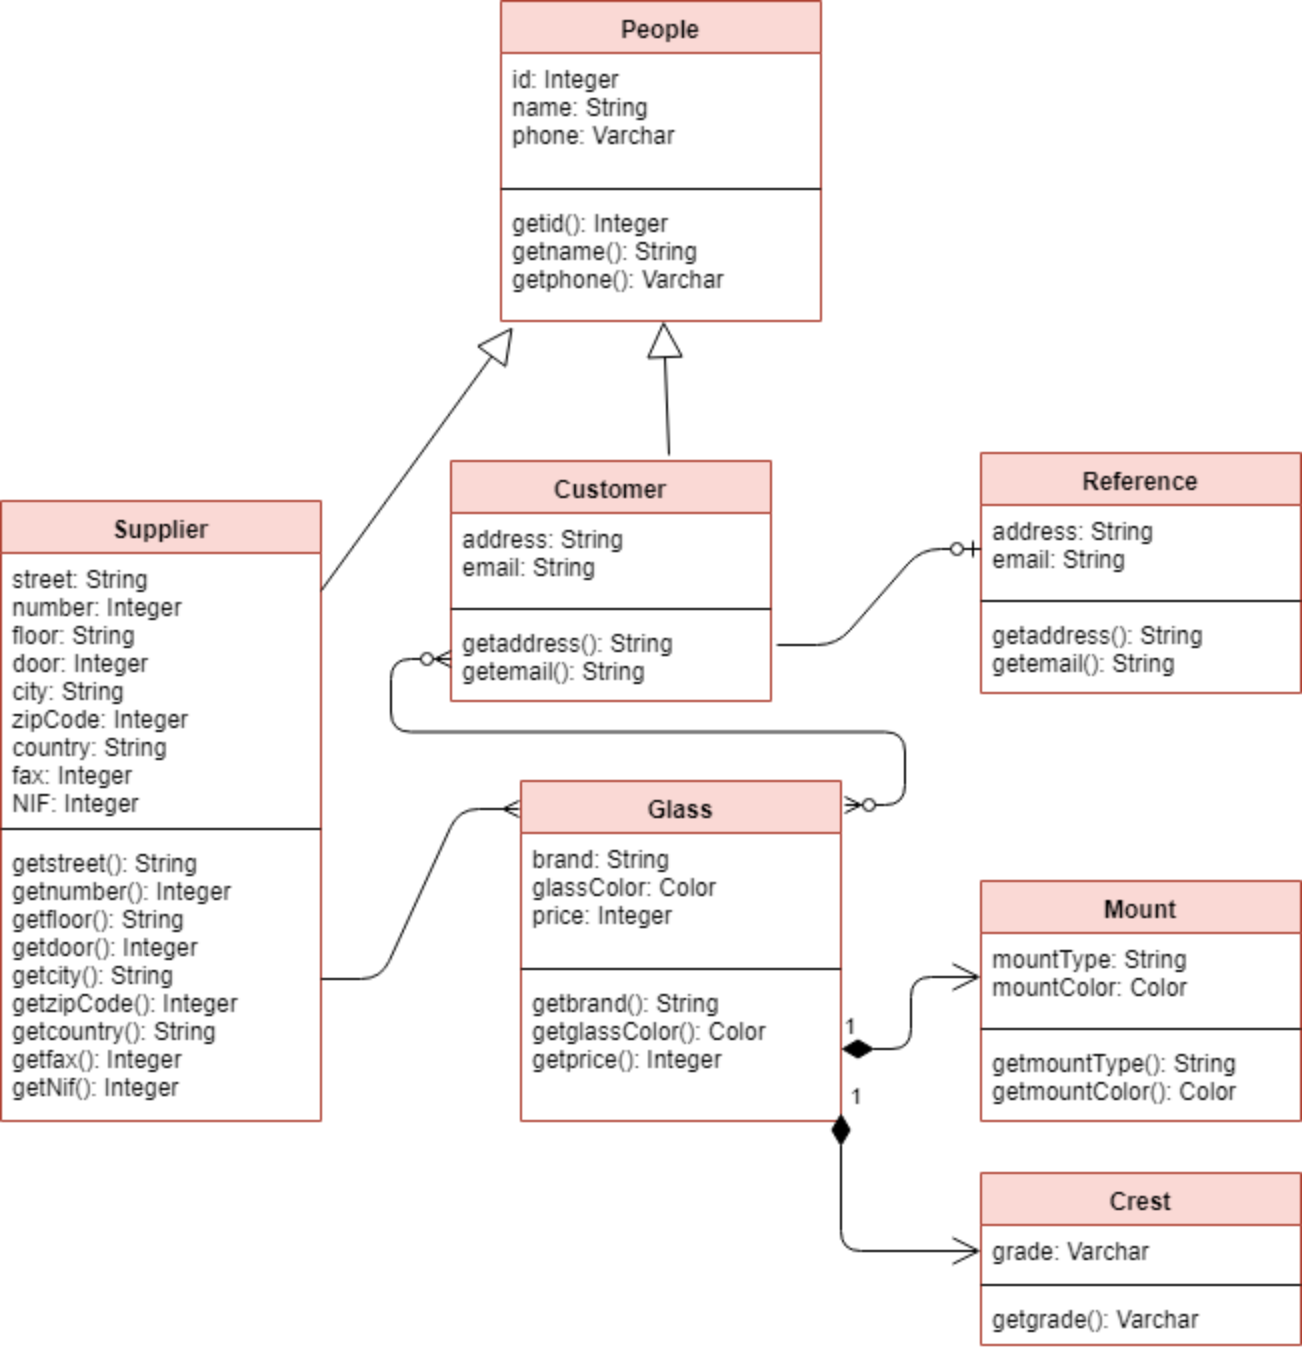 People
id: Integer
name: String
phone: Varchar
getid(): Integer
getname(): String
getphone(): Varchar
Customer
address: String
email: String
getaddress(): String
getemail(): String
Reference
address: String
email: String
getaddress(): String
getemail(): String
Supplier
street: String
number: Integer
floor: String
door: Integer
city: String
zipCode: Integer
country: String
fax: Integer
NIF: Integer
getstreet(): String
getnumber(): Integer
getfloor(): String
getdoor(): Integer
getcity(): String
getzipCode(): Integer
getcountry(): String
getfax(): Integer
getNif(): Integer
Glass
brand: String
glassColor: Color
price: Integer
getbrand(): String
getglassColor(): Color
getprice(): Integer
1
1
Mount
mountType: String
mountColor: Color
getmountType(): String
getmountColor(): Color
Crest
grade: Varchar
getgrade(): Varchar